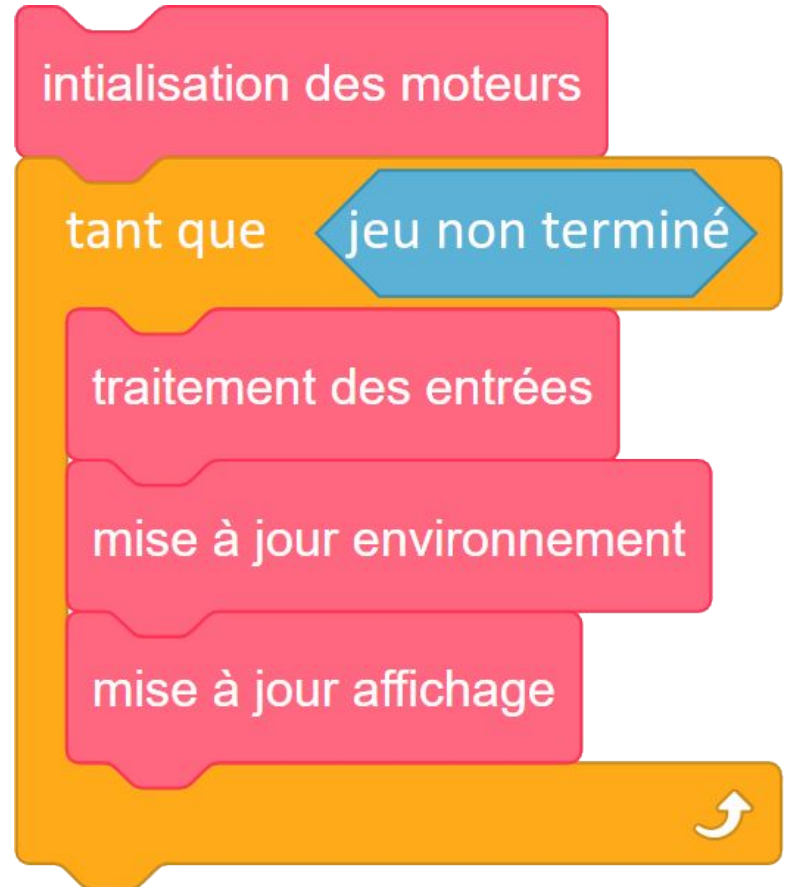 intialisation des moteurs
tant que jeu non terminé
traitement des entrées
mise à jour environnement
mise à jour affichage